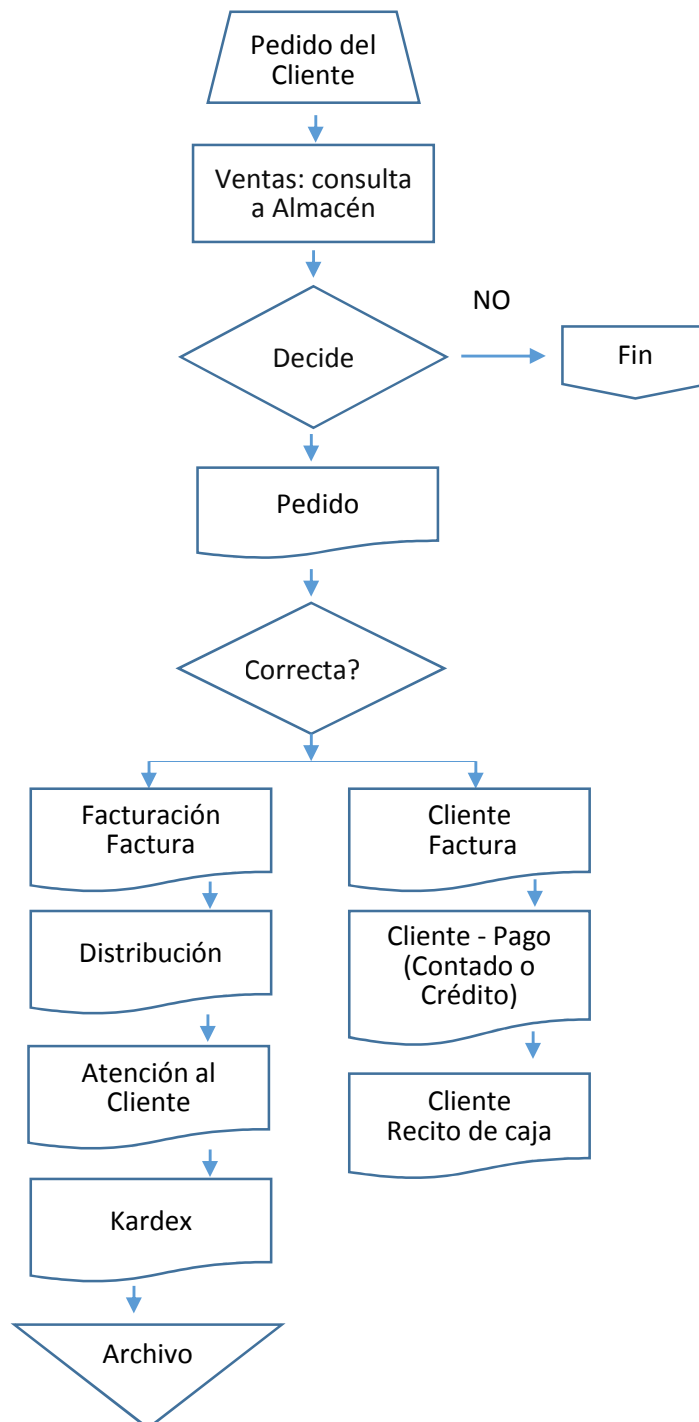 Pedido del
Cliente
Ventas: consulta
a Almacén
NO
Decide
Fin
Pedido
Correcta?
Facturación
Factura
Cliente
Factura
Distribución
Cliente - Pago
(Contado o
Crédito)
Atención al
Cliente
Cliente
Recito de caja
Kardex
Archivo